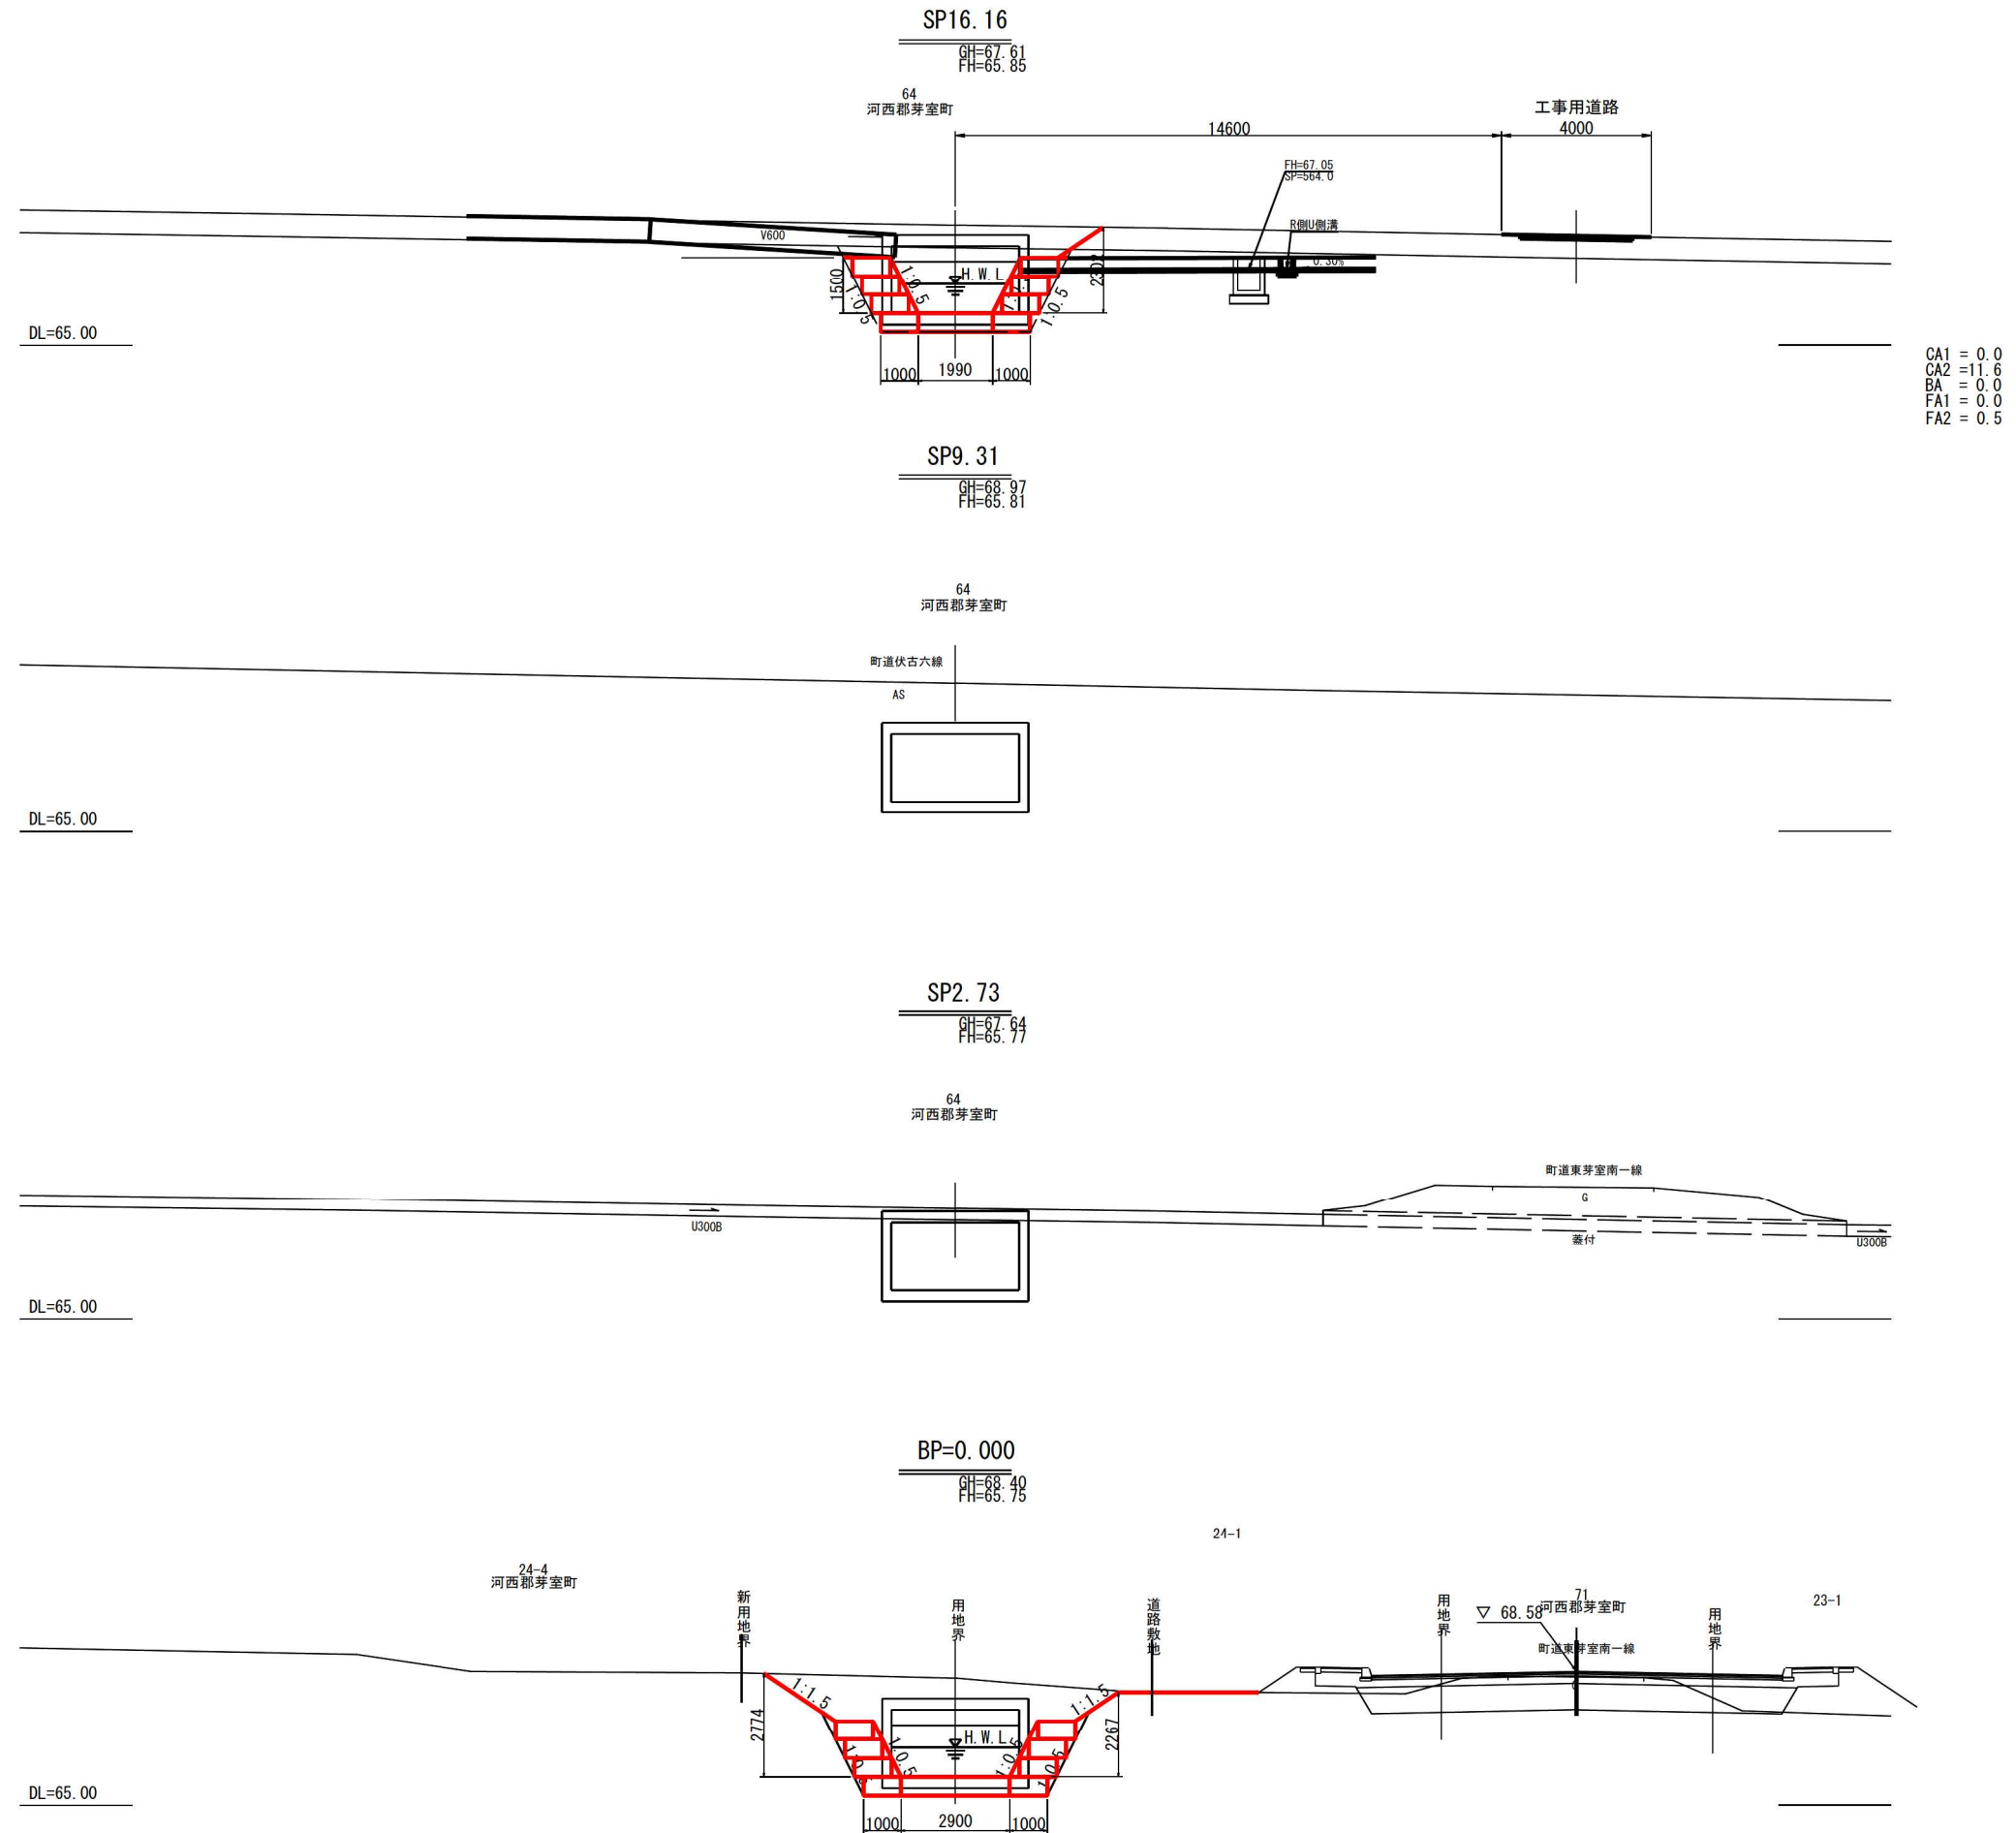 SP16.16
GH=67.61
FH=65.85
64
河西郡芽室町
工事用道路
14600
4000
FH=67.05
SP=564.0
R側U側溝
V600
0.30%
H.W.L
1500
1:0.5
1:0.5
1:0.5
2302
DL=65.00
1000
1990
1000
CA1 = 0.0
CA2 =11.6
BA = 0.0
FA1 = 0.0
FA2 = 0.5
SP9.31
GH=68.97
FH=65.81
64
河西郡芽室町
町道伏古六線
AS
DL=65.00
SP2.73
GH=67.64
FH=65.77
64
河西郡芽室町
町道東芽室南一線
G
U300B
蓋付
U300B
DL=65.00
BP=0.000
GH=68.40
FH=65.75
24-1
24-4
河西郡芽室町
新用地界
用地界
道路敷地
用地界
▽ 68.58
71
河西郡芽室町
用地界
23-1
町道東芽室南一線
1:1.5
1:1.5
2774
2267
H.W.L
1:0.5
1:0.5
1:0.5
1:0.5
DL=65.00
1000
2900
1000